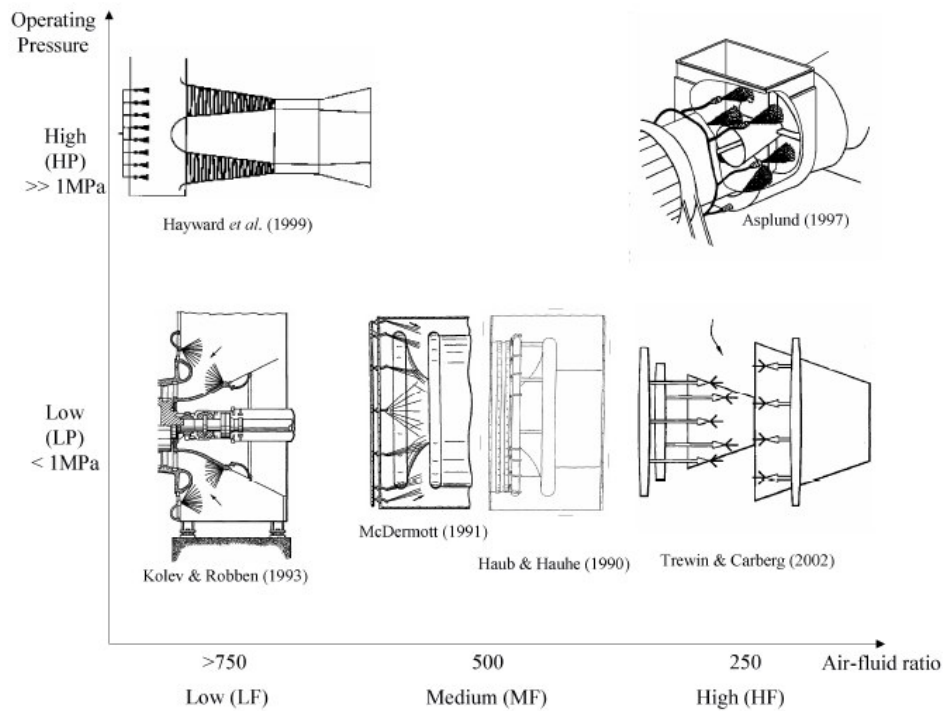 Operating
Pressure
High
(HP)
>> 1MPa
Hayward et al. (1999)
Asplund (1997)
Low
(LP)
< 1MPa
Kolev & Robben (1993)
McDermott (1991)
Haub & Hauhe (1990)
Trewin & Carberg (2002)
>750
500
250
Air-fluid ratio
Low (LF)
Medium (MF)
High (HF)